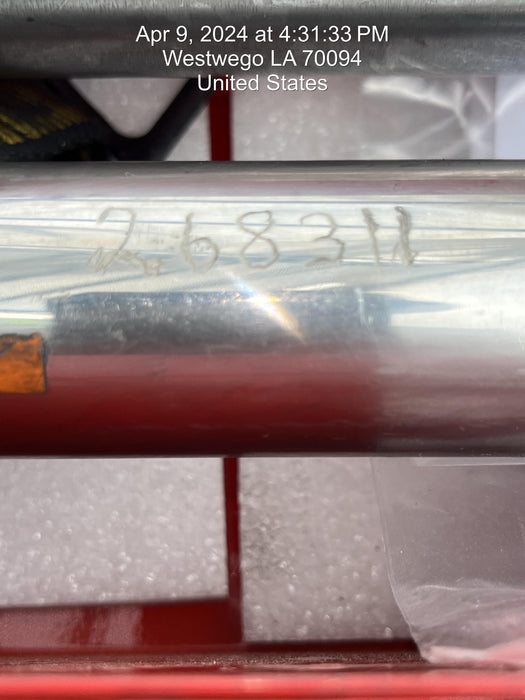 Apr 9, 2024 at 4:31:33 PM
Westwego LA 70094
United States
268311